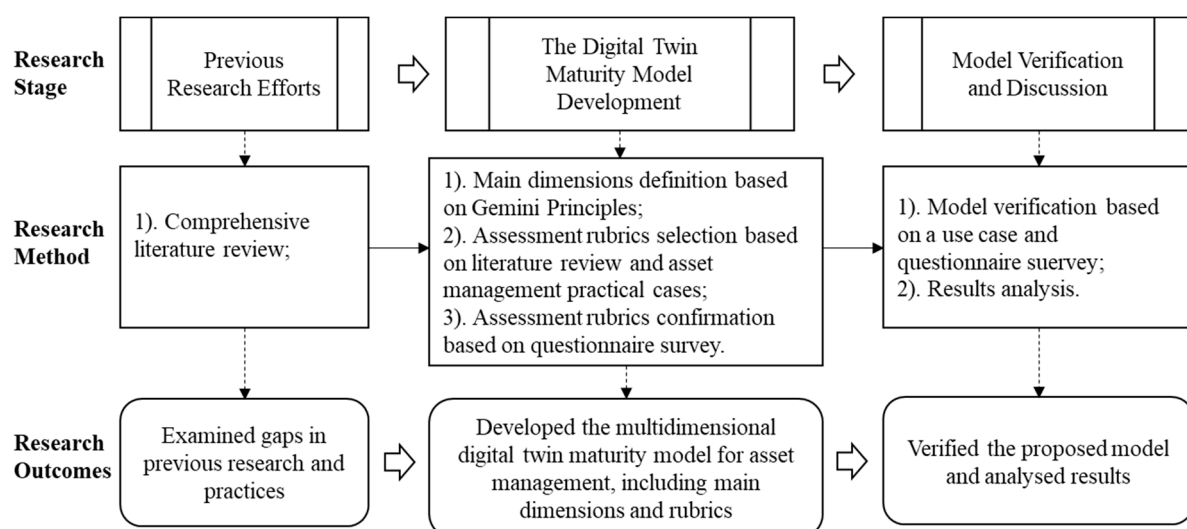 Research
Stage
Previous
Research Efforts
The Digital Twin
Maturity Model
Development
Model Verification
and Discussion
Research
Method
1). Comprehensive
literature review;
1). Main dimensions definition based
on Gemini Principles;
2). Assessment rubrics selection based
on literature review and asset
management practical cases;
3). Assessment rubrics confirmation
based on questionnaire survey.
1). Model verification based
on a use case and
questionnaire suervey;
2). Results analysis.
Research
Outcomes
Examined gaps in
previous research and
practices
Developed the multidimensional
digital twin maturity model for asset
management, including main
dimensions and rubrics
Verified the proposed model
and analysed results